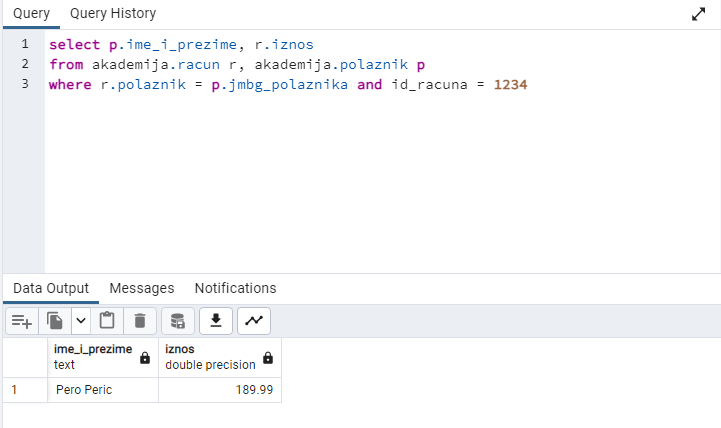 Query Query History
1 select p.ime_i_prezime, r.iznos
2 from akademija.racun r, akademija.polaznik p
3 where r.polaznik = p.jmbg_polaznika and id_racuna = 1234
Data Output Messages Notifications
ime_i_prezime iznos
text double precision
1 Pero Peric 189.99